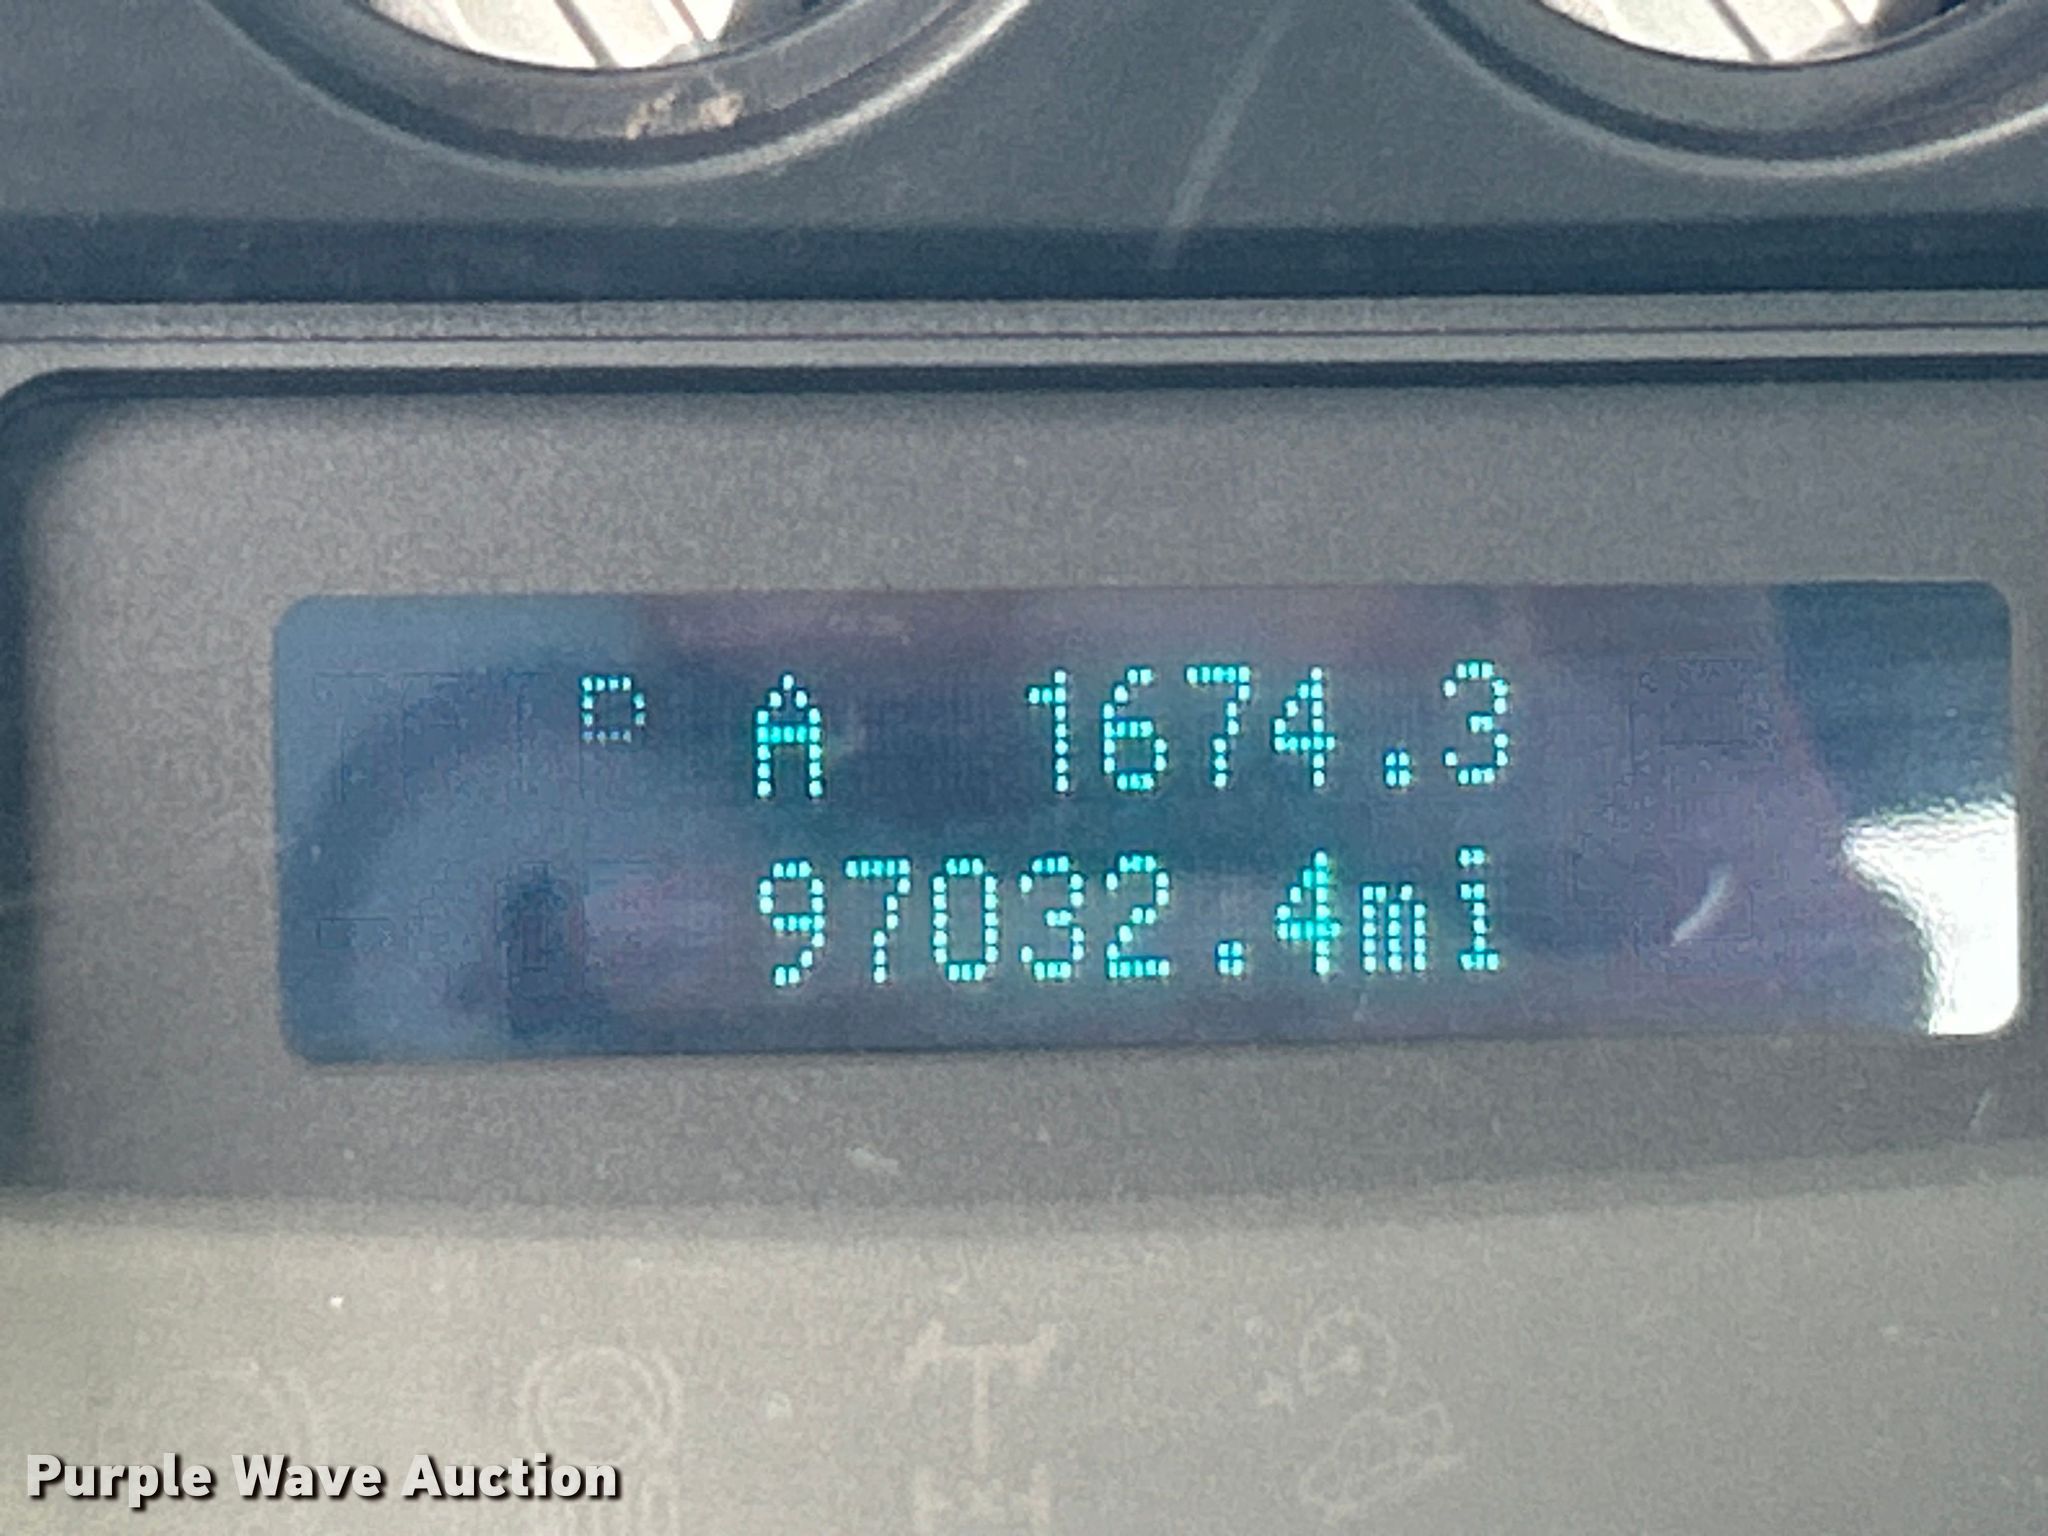 A 1674.3
97032.4mi
Purple Wave Auction